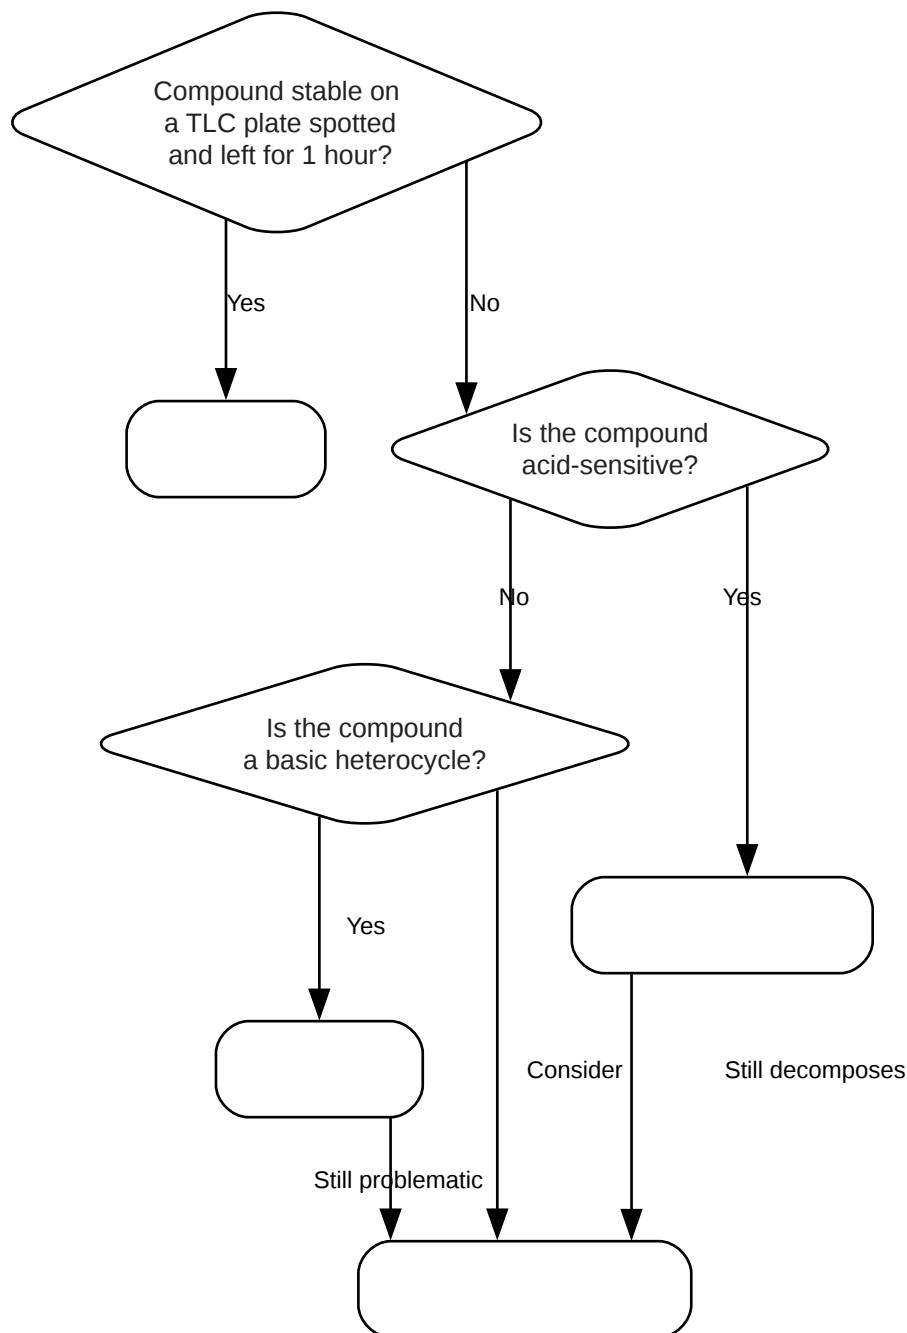 Compound stable on
a TLC plate spotted
and left for 1 hour?
Yes
No
Is the compound
acid-sensitive?
No
Yes
Is the compound
a basic heterocycle?
Yes
Consider
Still decomposes
Still problematic